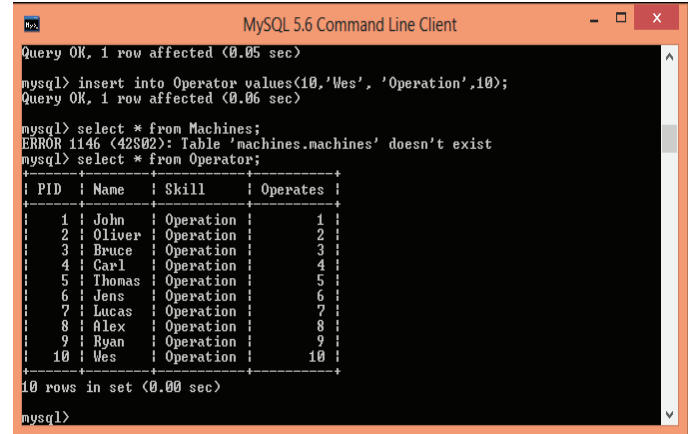 MySQL 5.6 Command Line Client
Query OK, 1 row affected (0.05 sec)
mysql> insert into Operator values(10,'Wes', 'Operation',10);
Query OK, 1 row affected (0.06 sec)
mysql> select * from Machines;
ERROR 1146 (42S02): Table 'machines.machines' doesn't exist
mysql> select * from Operator;
+-----+--------+-----------+----------+
| PID | Name   | Skill     | Operates |
+-----+--------+-----------+----------+
|   1 | John   | Operation |        1 |
|   2 | Oliver | Operation |        2 |
|   3 | Bruce  | Operation |        3 |
|   4 | Carl   | Operation |        4 |
|   5 | Thomas | Operation |        5 |
|   6 | Jens   | Operation |        6 |
|   7 | Lucas  | Operation |        7 |
|   8 | Alex   | Operation |        8 |
|   9 | Ryan   | Operation |        9 |
|  10 | Wes    | Operation |       10 |
+-----+--------+-----------+----------+
10 rows in set (0.00 sec)
mysql>